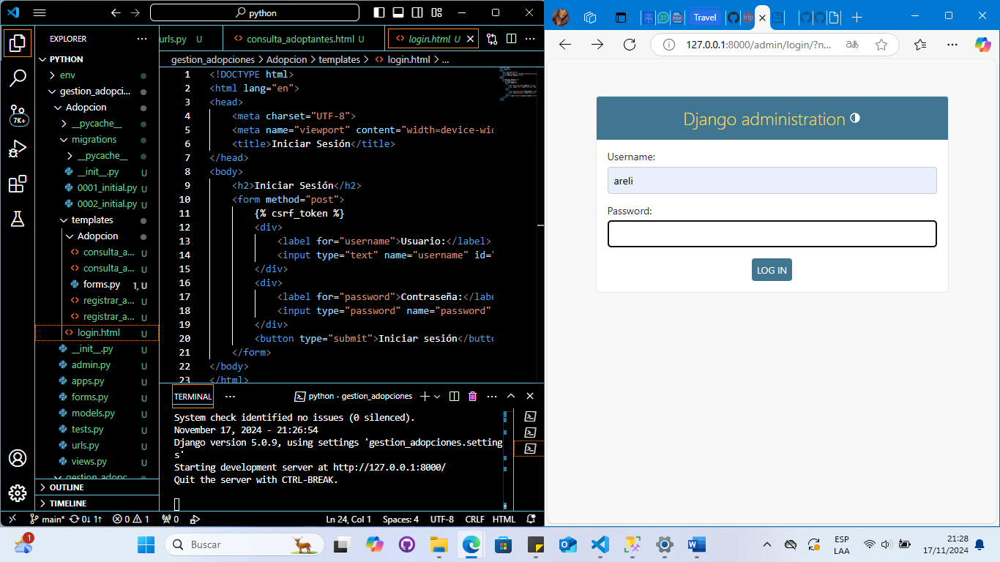 python
EXPLORER
PYTHON
env
gestion_adopci...
Adopcion
__pycache__
migrations
__pycache__
__init__.py U
0001_initial.py U
0002_initial.py U
templates
Adopcion
consulta_a... U
consulta_a... U
forms.py 1, U
registrar_a... U
registrar_a... U
login.html U
__init__.py U
admin.py U
apps.py U
forms.py U
models.py U
tests.py U
urls.py U
views.py U
OUTLINE
TIMELINE
7K+
urls.py U
consulta_adoptantes.html U
login.html U
gestion_adopciones > Adopcion > templates > login.html > ...
1 <!DOCTYPE html>
2 <html lang="en">
3 <head>
4 <meta charset="UTF-8">
5 <meta name="viewport" content="width=device-wid
6 <title>Iniciar Sesión</title>
7 </head>
8 <body>
9 <h2>Iniciar Sesión</h2>
10 <form method="post">
11 {% csrf_token %}
12 <div>
13 <label for="username">Usuario:</label>
14 <input type="text" name="username" id="
15 </div>
16 <div>
17 <label for="password">Contraseña:</labe
18 <input type="password" name="password"
19 </div>
20 <button type="submit">Iniciar sesión</butto
21 </form>
22 </body>
23 </html>
TERMINAL
python - gestion_adopciones
System check identified no issues (0 silenced).
November 17, 2024 - 21:26:54
Django version 5.0.9, using settings 'gestion_adopciones.setting
s'
Starting development server at http://127.0.0.1:8000/
Quit the server with CTRL-BREAK.
main* 0↓ 1↑ 0 1 0
Ln 24, Col 1 Spaces: 4 UTF-8 CRLF HTML
Travel
127.0.0.1:8000/admin/login/?n...
Django administration
Username:
areli
Password:
LOG IN
1
Buscar
ESP
LAA
21:28
17/11/2024